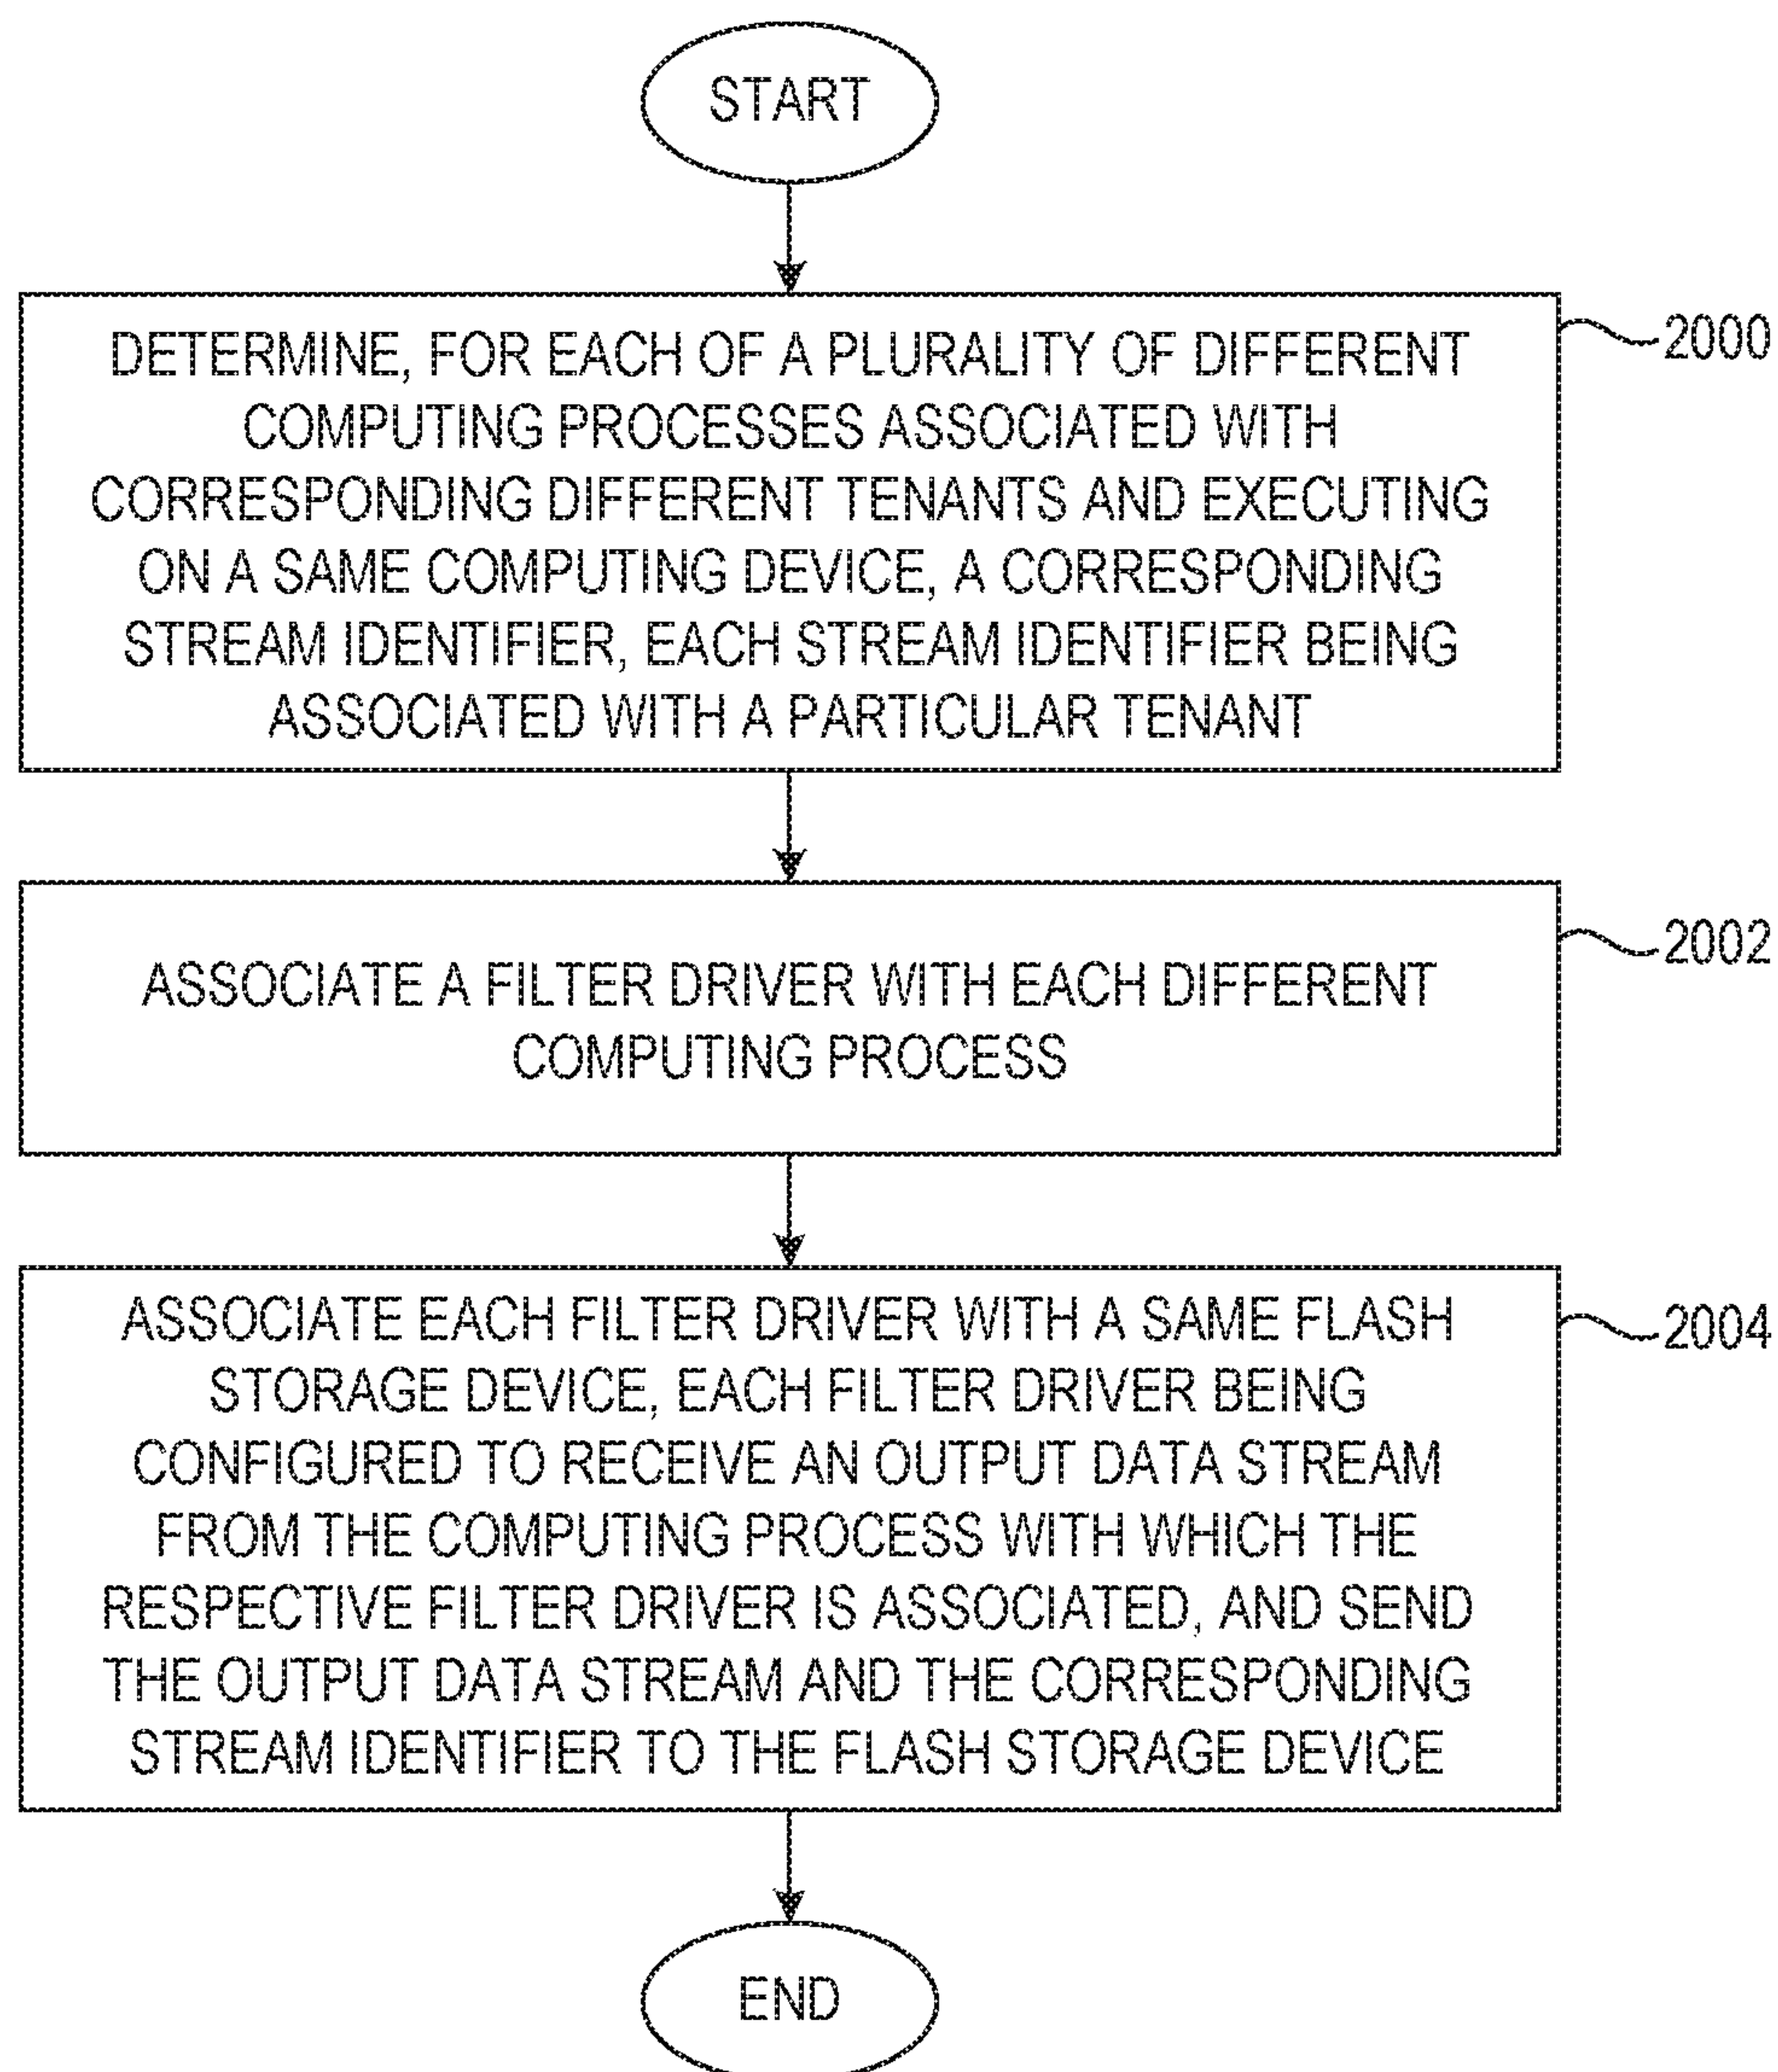 START
DETERMINE, FOR EACH OF A PLURALITY OF DIFFERENT
COMPUTING PROCESSES ASSOCIATED WITH
CORRESPONDING DIFFERENT TENANTS AND EXECUTING
ON A SAME COMPUTING DEVICE, A CORRESPONDING
STREAM IDENTIFIER, EACH STREAM IDENTIFIER BEING
ASSOCIATED WITH A PARTICULAR TENANT
2000
ASSOCIATE A FILTER DRIVER WITH EACH DIFFERENT
COMPUTING PROCESS
2002
ASSOCIATE EACH FILTER DRIVER WITH A SAME FLASH
STORAGE DEVICE, EACH FILTER DRIVER BEING
CONFIGURED TO RECEIVE AN OUTPUT DATA STREAM
FROM THE COMPUTING PROCESS WITH WHICH THE
RESPECTIVE FILTER DRIVER IS ASSOCIATED, AND SEND
THE OUTPUT DATA STREAM AND THE CORRESPONDING
STREAM IDENTIFIER TO THE FLASH STORAGE DEVICE
2004
END